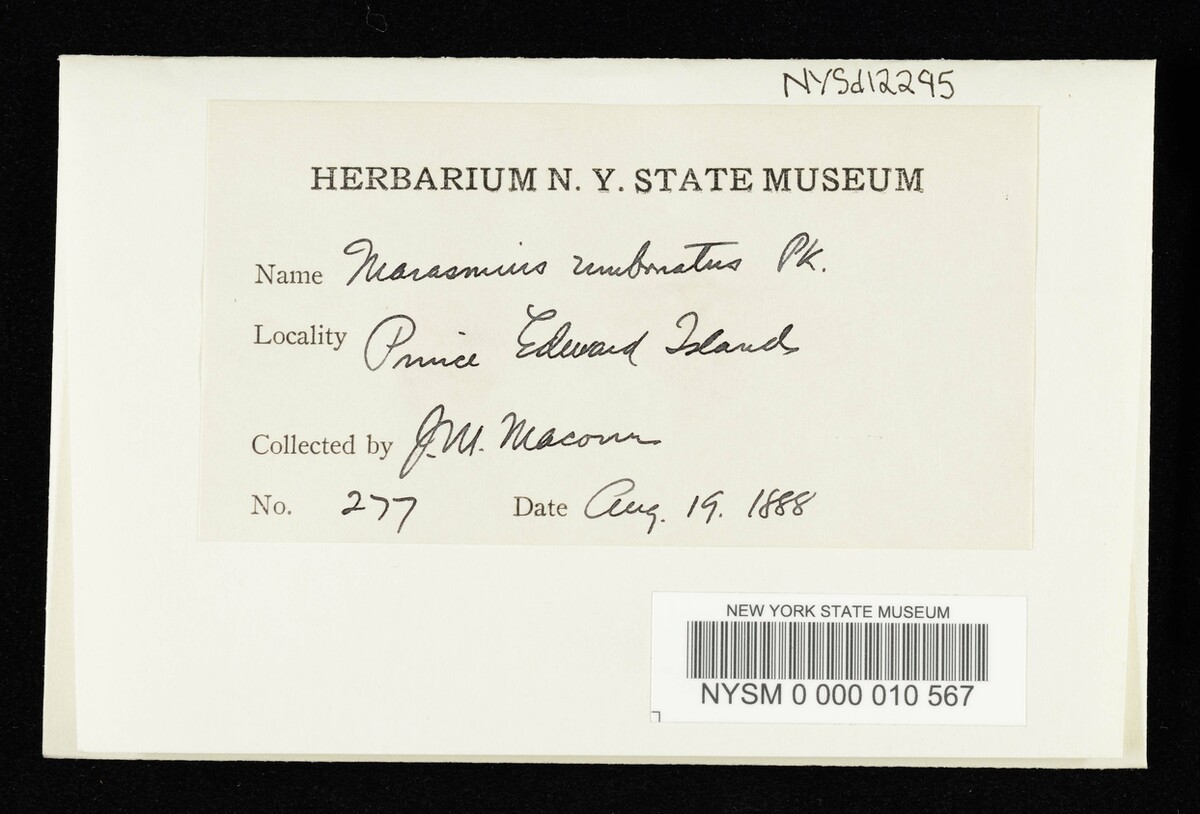 NYSd12295
HERBARIUM N. Y. STATE MUSEUM
Name Marasmius umbonatus Pk.
Locality Prince Edward Islands
Collected by J. M. Macoun
No. 277 Date Aug. 19. 1888
NEW YORK STATE MUSEUM
NYSM 0 000 010 567